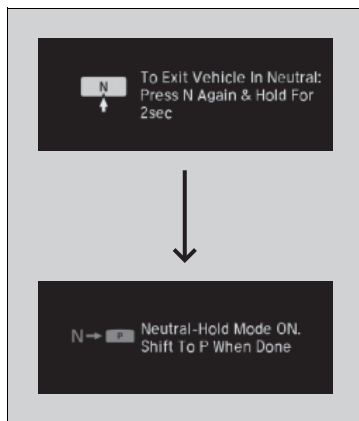 N
To Exit Vehicle In Neutral:
Press N Again & Hold For
2sec
N→ P
Neutral-Hold Mode ON.
Shift To P When Done